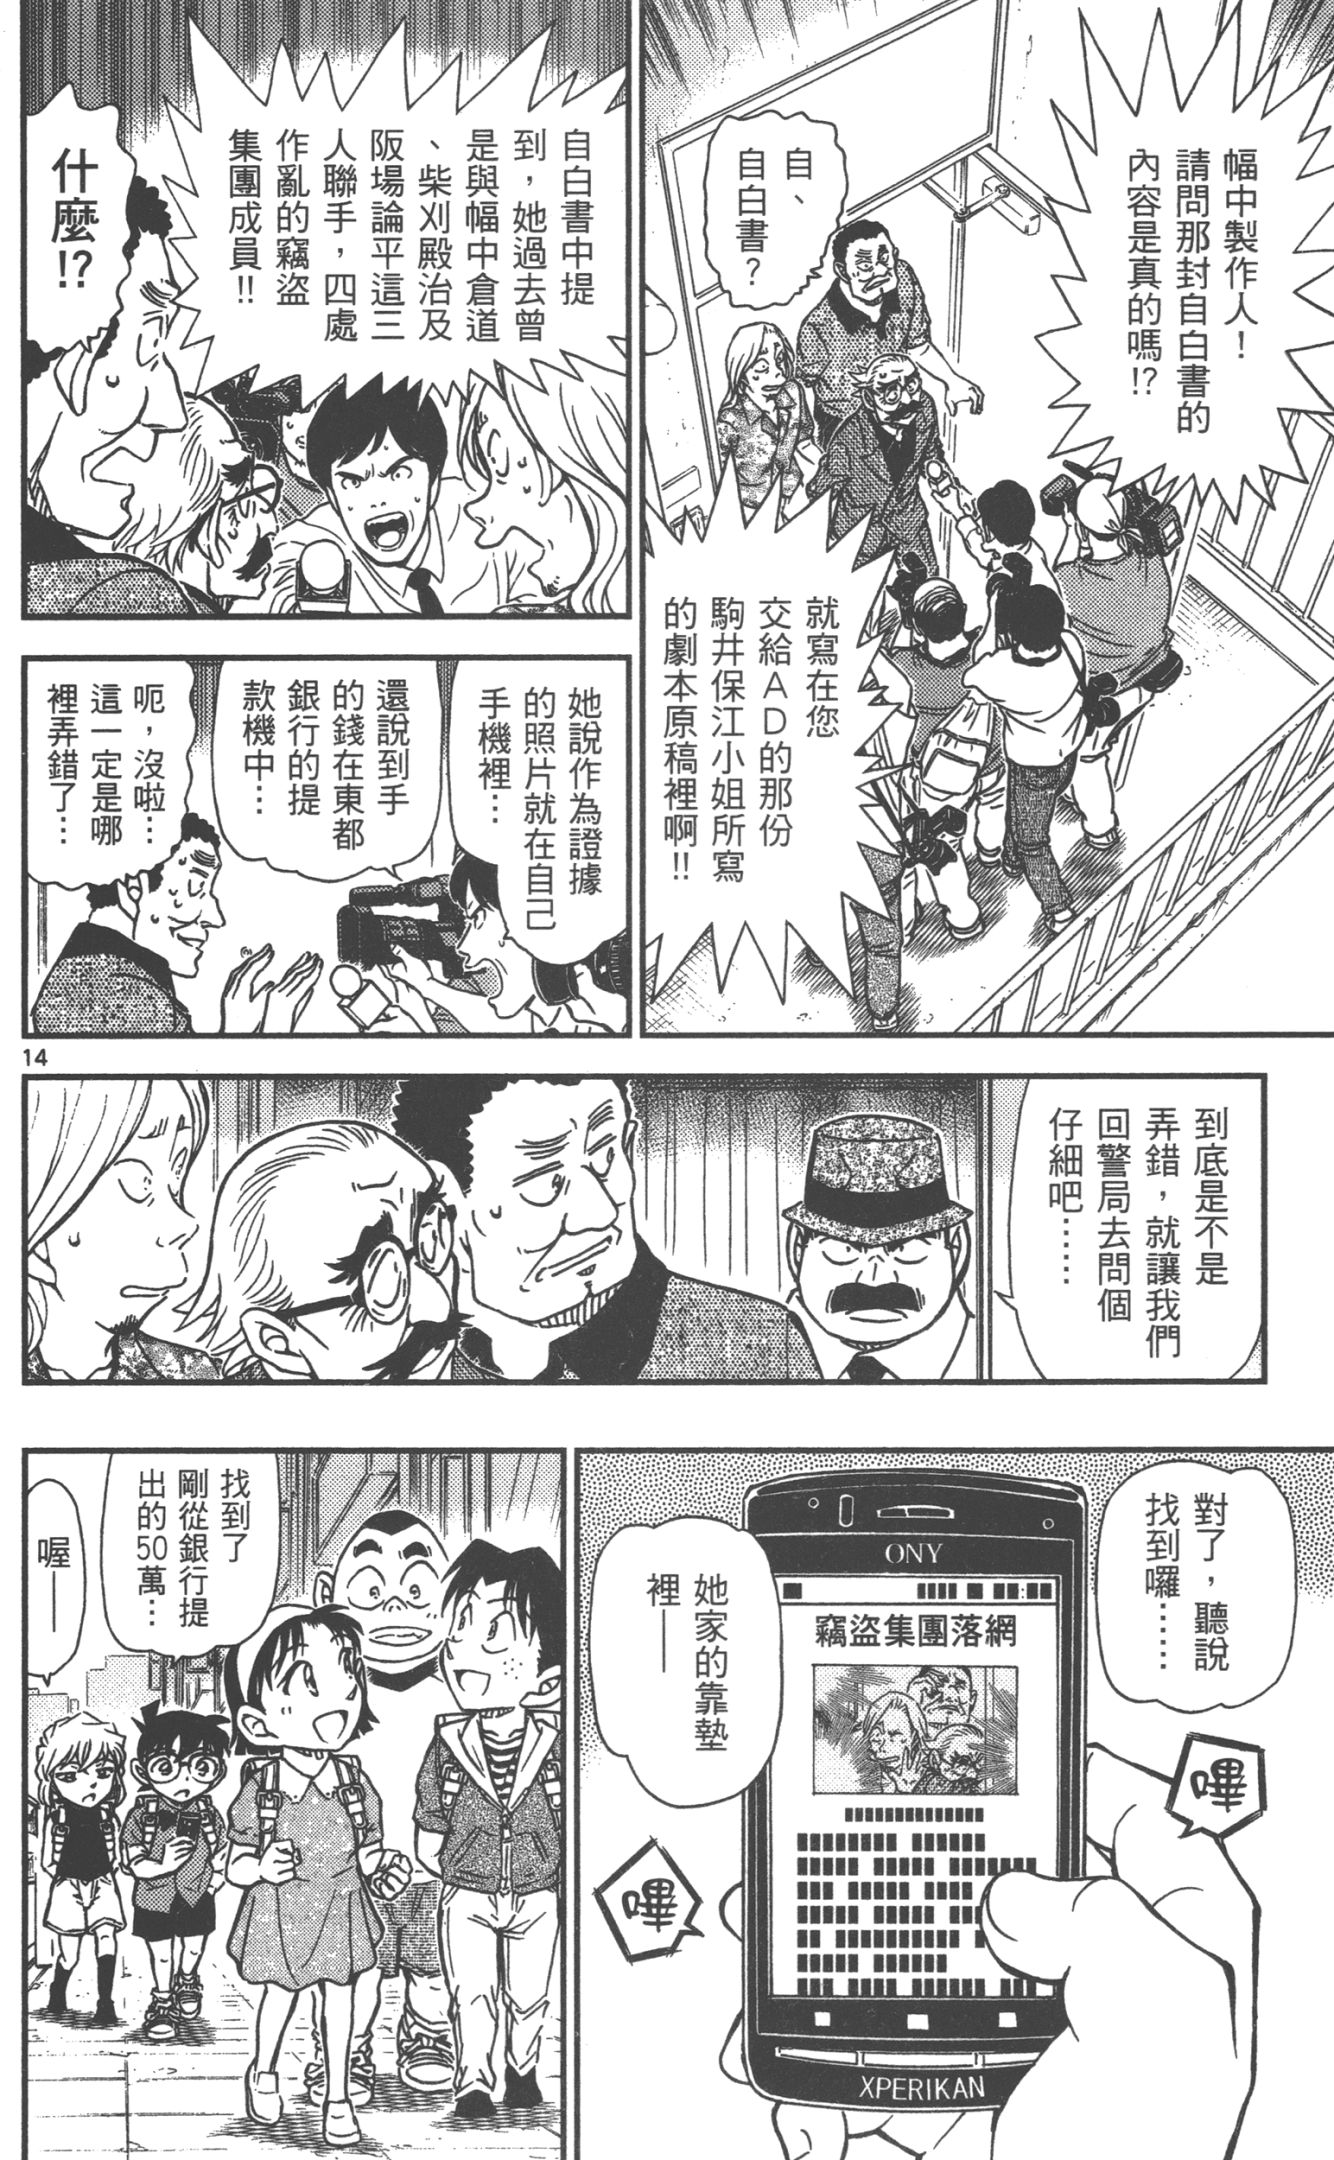 幅中製作人！
請問那封自白書的
內容是真的嗎!?
自、
自白書？
就寫在您
交給AD的那份
駒井保江小姐所寫
的劇本原稿裡啊!!
自白書中提
到，她過去曾
是與幅中倉道
、柴刈殿治及
阪場論平這三
人聯手，四處
作亂的竊盜
集團成員!!
什麼!?
她說作為證據
的照片就在自己
手機裡…
還說到手
的錢在東都
銀行的提
款機中…
呃，沒啦…
這一定是哪
裡弄錯了…
14
到底是不是
弄錯，就讓我們
回警局去問個
仔細吧……
對了，聽說
找到囉……
嗶
ONY
竊盜集團落網
XPERIKAN
她家的靠墊
裡——
嗶
找到了
剛從銀行提
出的50萬…
喔——